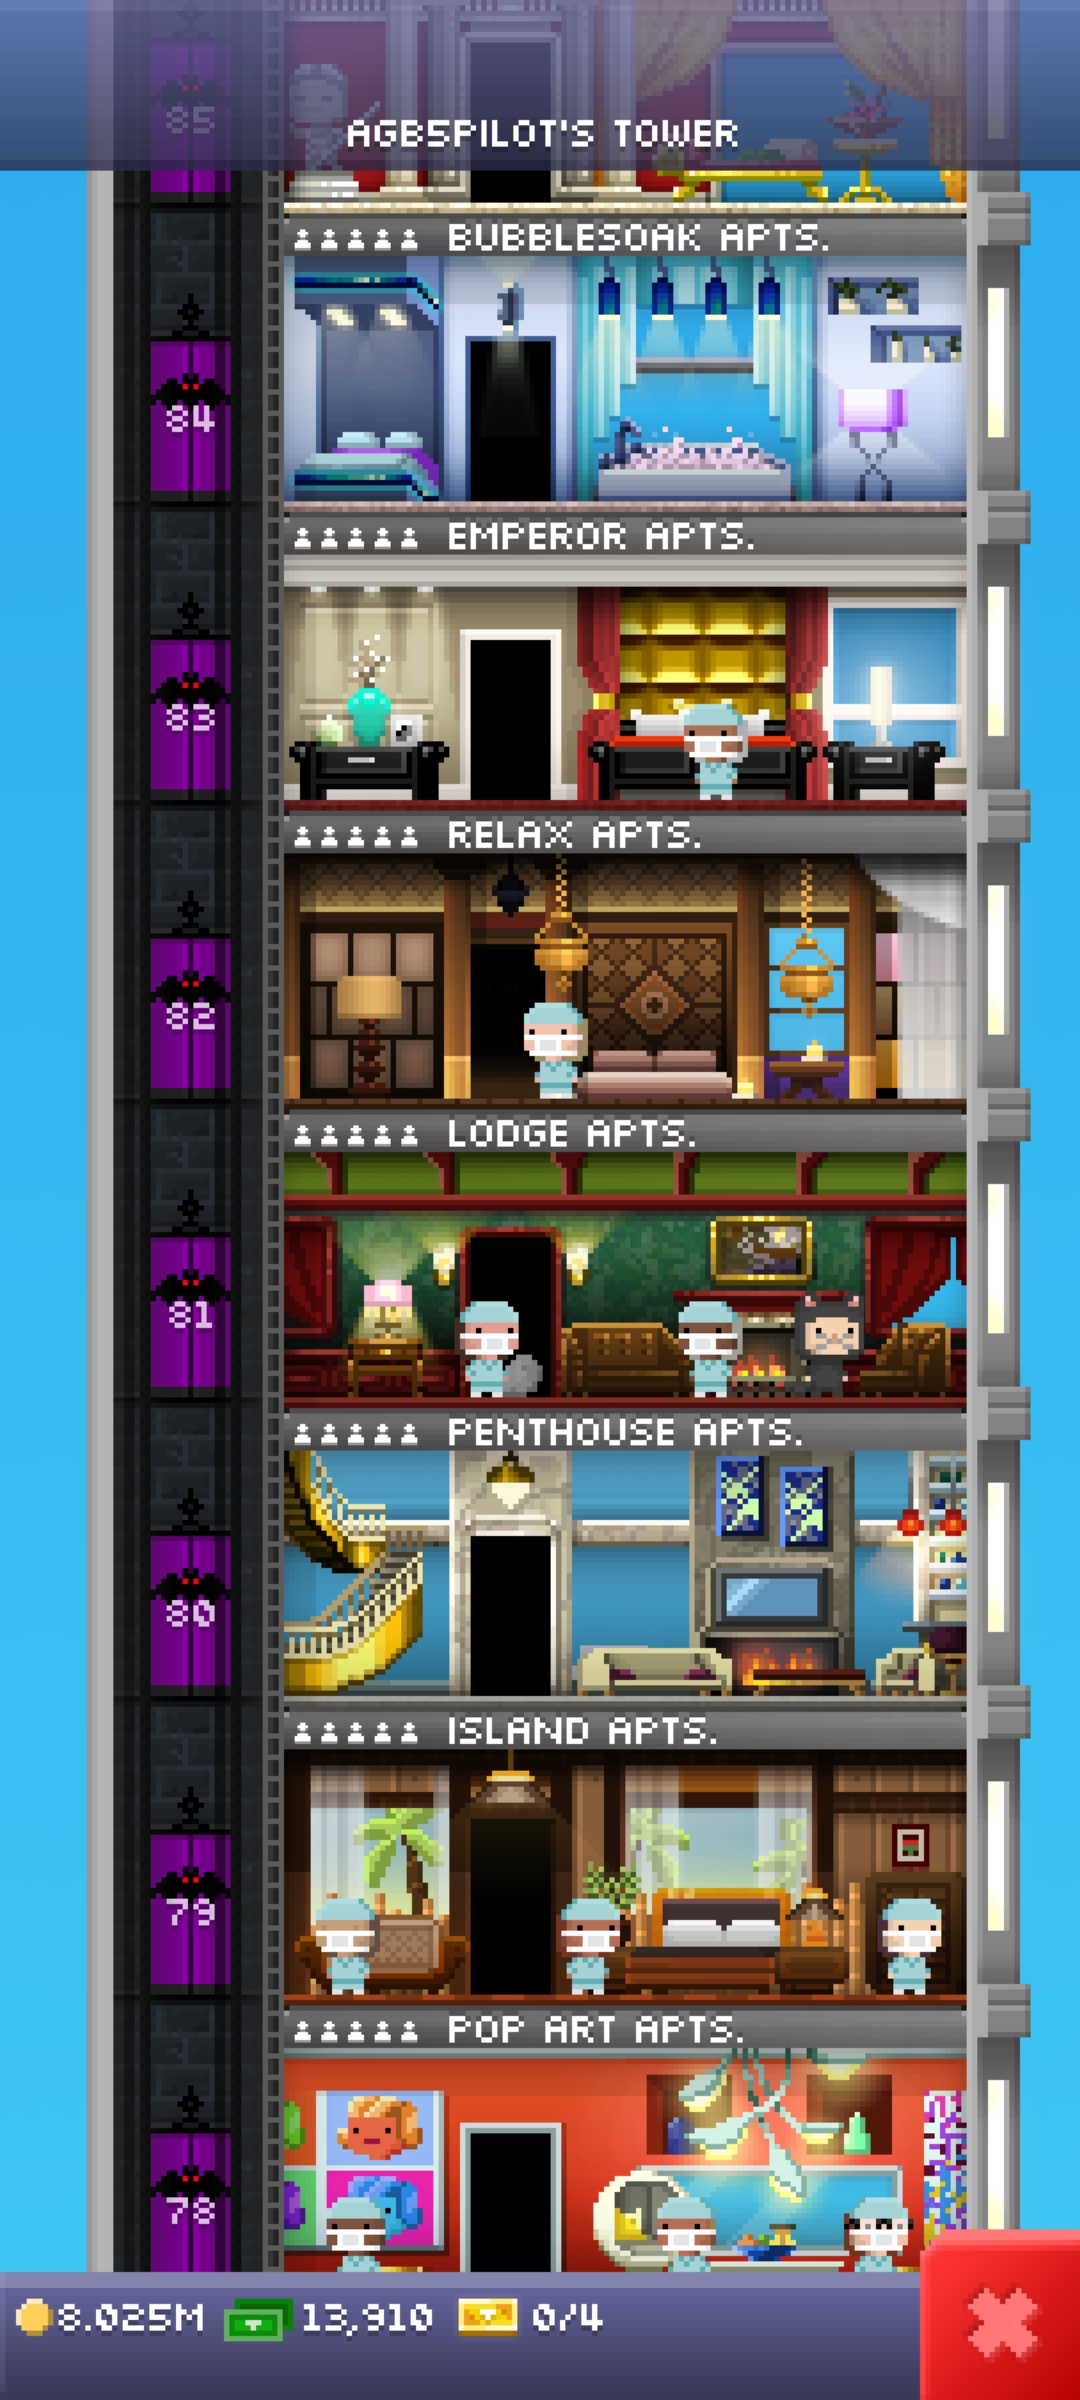 85
AGB5PILOT'S TOWER
BUBBLESOAK APTS.
84
EMPEROR APTS.
83
RELAX APTS.
82
LODGE APTS.
81
PENTHOUSE APTS.
80
ISLAND APTS.
79
POP ART APTS.
78
8.025M 13,910 0/4